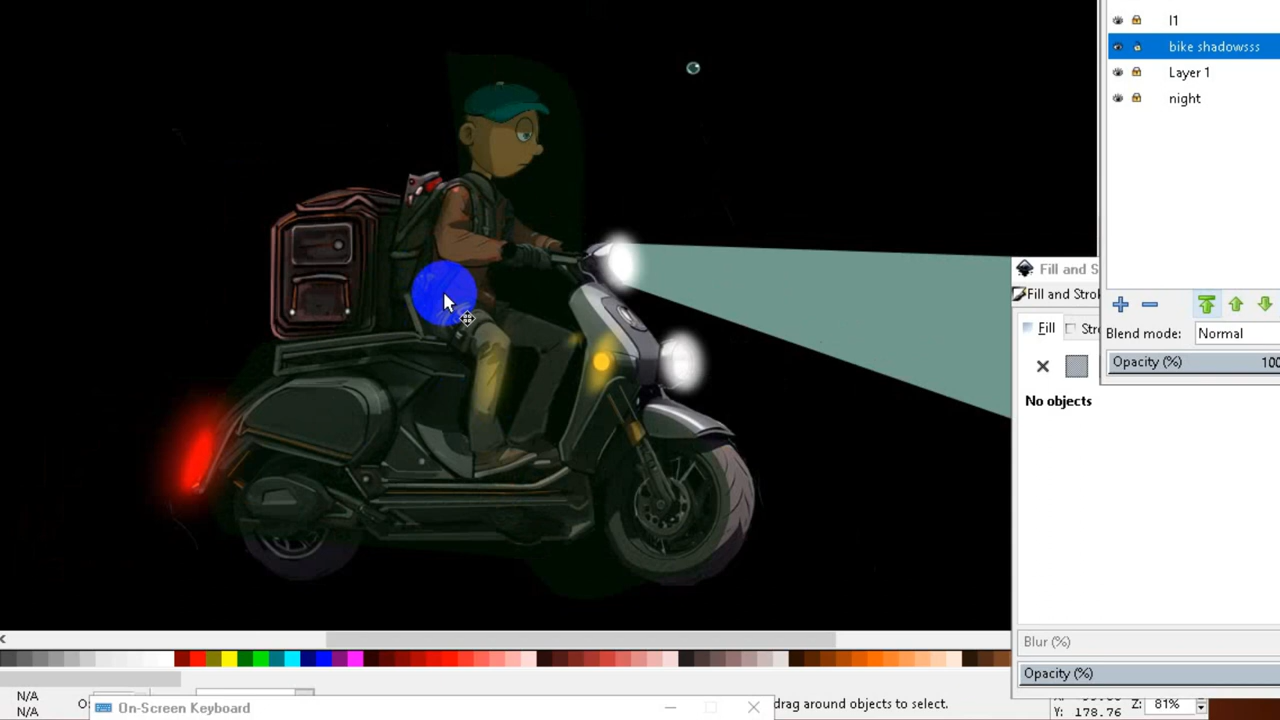 l1
bike shadowsss
Layer 1
night
Fill and S
Fill and Strok
Fill
Stro
No objects
Blend mode: Normal
Opacity (%) 100
Blur (%)
Opacity (%)
N/A
N/A
O:
On-Screen Keyboard
drag around objects to select.
Y: 178.76
Z: 81%